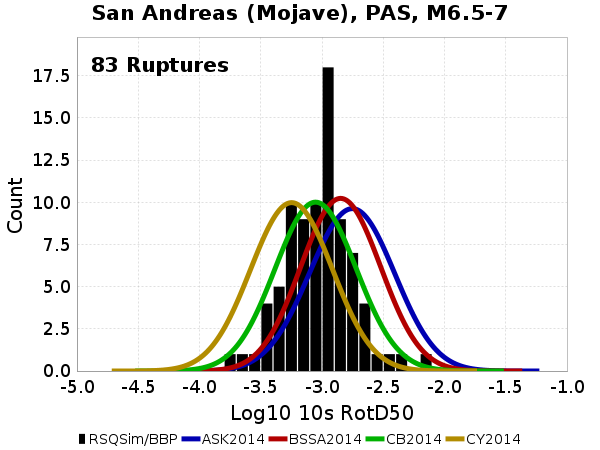 San Andreas (Mojave), PAS, M6.5-7
83 Ruptures
Count
17.5
15.0
12.5
10.0
7.5
5.0
2.5
0.0
-5.0 -4.5 -4.0 -3.5 -3.0 -2.5 -2.0 -1.5 -1.0
Log10 10s RotD50
RSQSim/BBP ASK2014 BSSA2014 CB2014 CY2014